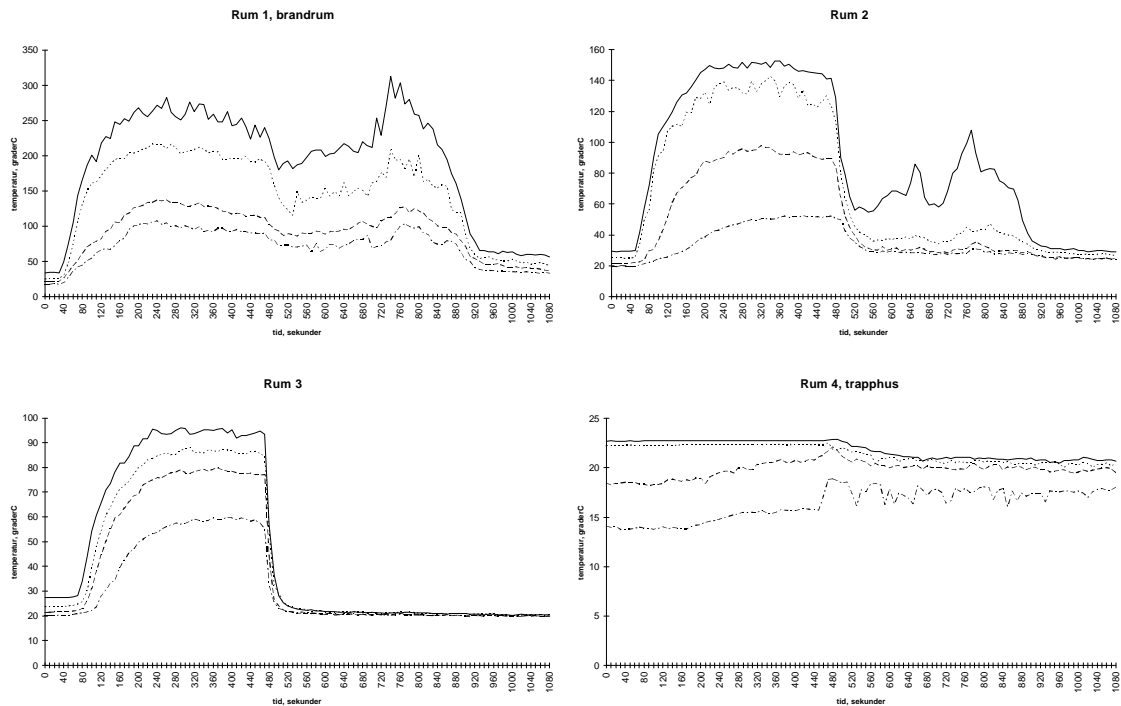 Rum 1, brandrum
temperatur, graderC
350
300
250
200
150
100
50
0
0 40 80 120 160 200 240 280 320 360 400 440 480 520 560 600 640 680 720 760 800 840 880 920 960 1000 1040 1080
tid, sekunder
Rum 2
temperatur, graderC
160
140
120
100
80
60
40
20
0
0 40 80 120 160 200 240 280 320 360 400 440 480 520 560 600 640 680 720 760 800 840 880 920 960 1000 1040 1080
tid, sekunder
Rum 3
temperatur, graderC
100
90
80
70
60
50
40
30
20
10
0
0 40 80 120 160 200 240 280 320 360 400 440 480 520 560 600 640 680 720 760 800 840 880 920 960 1000 1040 1080
tid, sekunder
Rum 4, trapphus
temperatur, graderC
25
20
15
10
5
0
0 40 80 120 160 200 240 280 320 360 400 440 480 520 560 600 640 680 720 760 800 840 880 920 960 1000 1040 1080
tid, sekunder